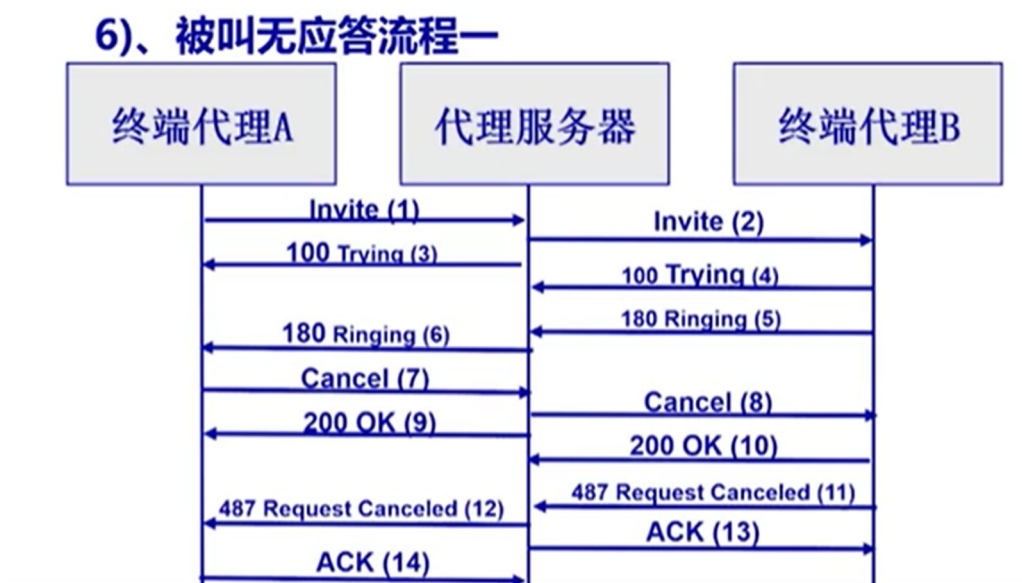 6)、被叫无应答流程一
终端代理A
代理服务器
终端代理B
Invite (1)
Invite (2)
100 Trying (3)
100 Trying (4)
180 Ringing (5)
180 Ringing (6)
Cancel (7)
Cancel (8)
200 OK (9)
200 OK (10)
487 Request Canceled (11)
487 Request Canceled (12)
ACK (13)
ACK (14)